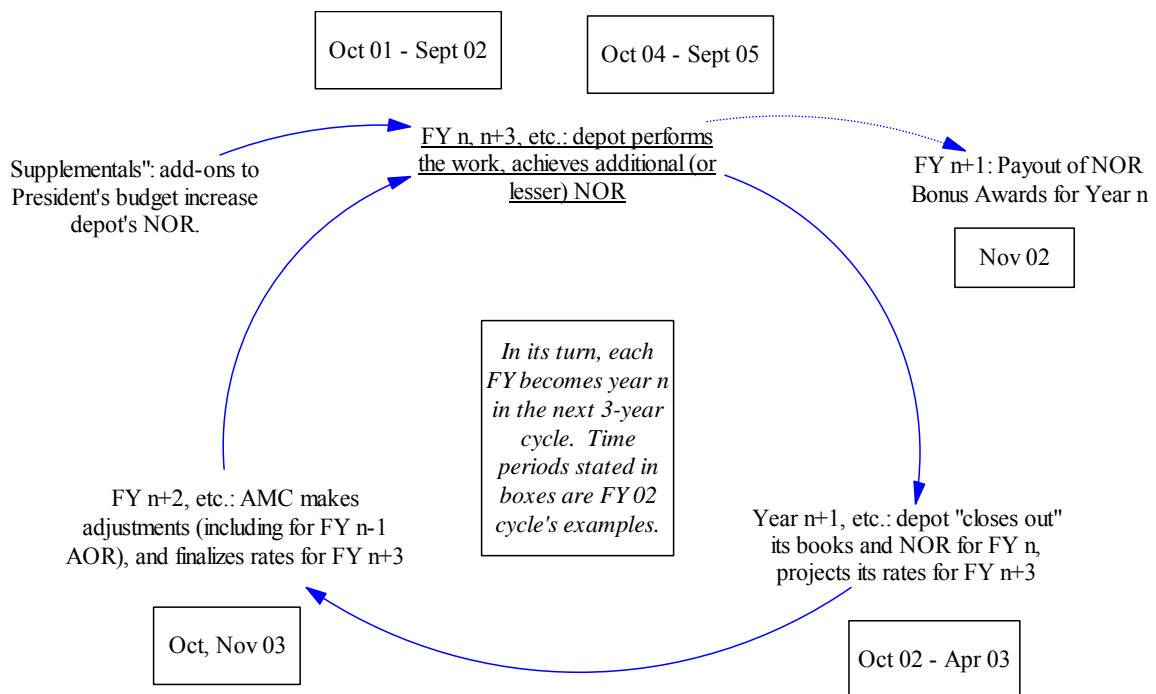 Oct 01 - Sept 02
Oct 04 - Sept 05
Supplementals": add-ons to
President's budget increase
depot's NOR.
FY n, n+3, etc.: depot performs
the work, achieves additional (or
lesser) NOR
FY n+1: Payout of NOR
Bonus Awards for Year n
Nov 02
In its turn, each
FY becomes year n
in the next 3-year
cycle. Time
periods stated in
boxes are FY 02
cycle's examples.
FY n+2, etc.: AMC makes
adjustments (including for FY n-1
AOR), and finalizes rates for FY n+3
Oct, Nov 03
Year n+1, etc.: depot "closes out"
its books and NOR for FY n,
projects its rates for FY n+3
Oct 02 - Apr 03